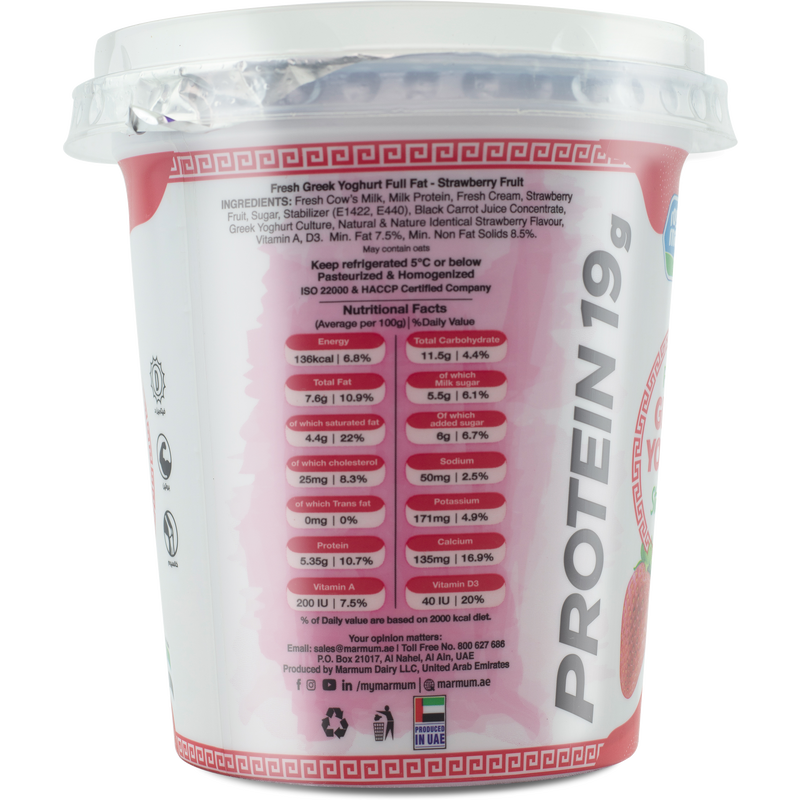 Fresh Greek Yoghurt Full Fat - Strawberry Fruit
INGREDIENTS: Fresh Cow's Milk, Milk Protein, Fresh Cream, Strawberry
Fruit, Sugar, Stabilizer (E1422, E440), Black Carrot Juice Concentrate,
Greek Yoghurt Culture, Natural & Nature Identical Strawberry Flavour,
Vitamin A, D3. Min. Fat 7.5%, Min. Non Fat Solids 8.5%.
May contain oats
Keep refrigerated 5°C or below
Pasteurized & Homogenized
ISO 22000 & HACCP Certified Company
Nutritional Facts
(Average per 100g) | %Daily Value
Energy
136kcal | 6.8%
Total Carbohydrate
11.5g | 4.4%
Total Fat
7.6g | 10.9%
of which
Milk sugar
5.5g | 6.1%
of which saturated fat
4.4g | 22%
Of which
added sugar
6g | 6.7%
of which cholesterol
25mg | 8.3%
Sodium
50mg | 2.5%
of which Trans fat
0mg | 0%
Potassium
171mg | 4.9%
Protein
5.35g | 10.7%
Calcium
135mg | 16.9%
Vitamin A
200 IU | 7.5%
Vitamin D3
40 IU | 20%
% of Daily value are based on 2000 kcal diet.
Your opinion matters:
Email: sales@marmum.ae | Toll Free No. 800 627 686
P.O. Box 21017, Al Nahel, Al Ain, UAE
Produced by Marmum Dairy LLC, United Arab Emirates
/mymarmum | marmum.ae
PRODUCED
IN UAE
PROTEIN 19g